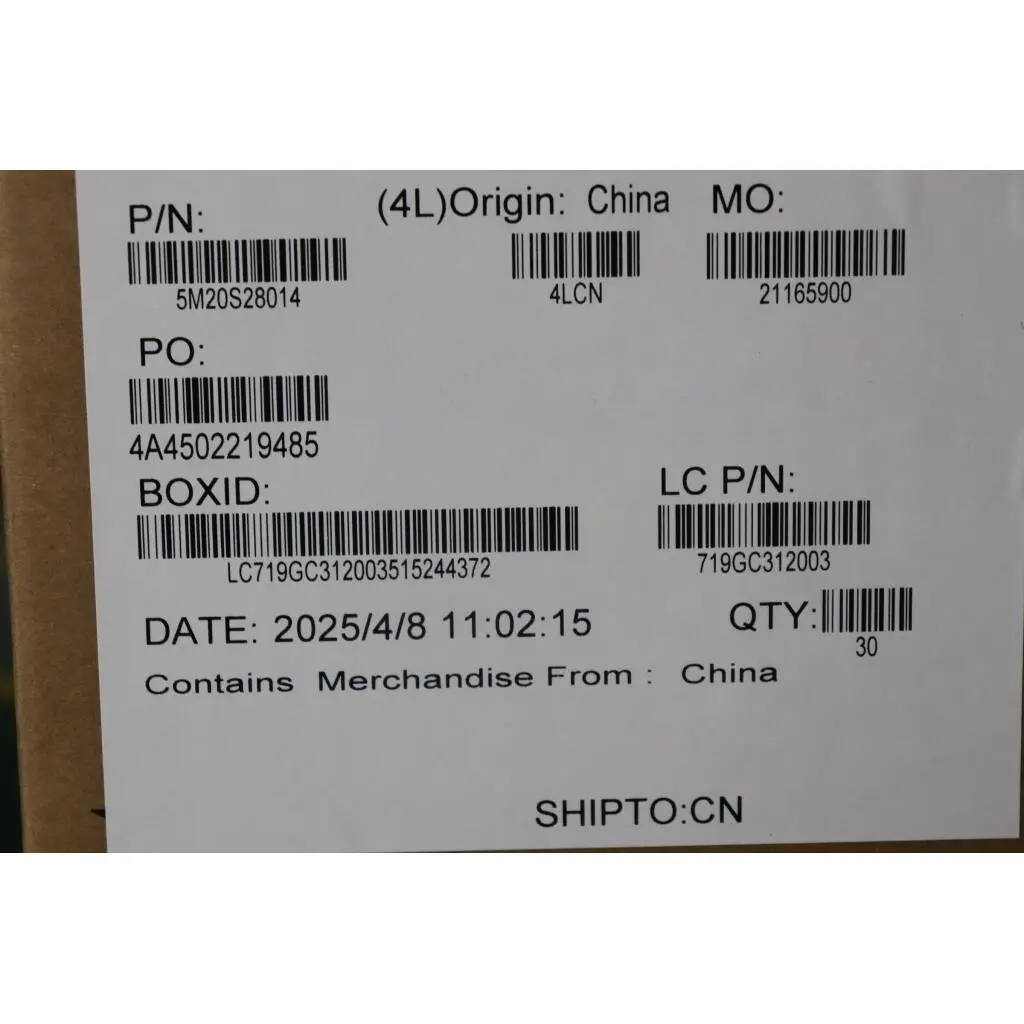 P/N: (4L)Origin: China MO:
5M20S28014 4LCN 21165900
PO:
4A4502219485
BOXID: LC P/N:
LC719GC312003515244372 719GC312003
DATE: 2025/4/8 11:02:15 QTY:
30
Contains Merchandise From : China
SHIPTO:CN